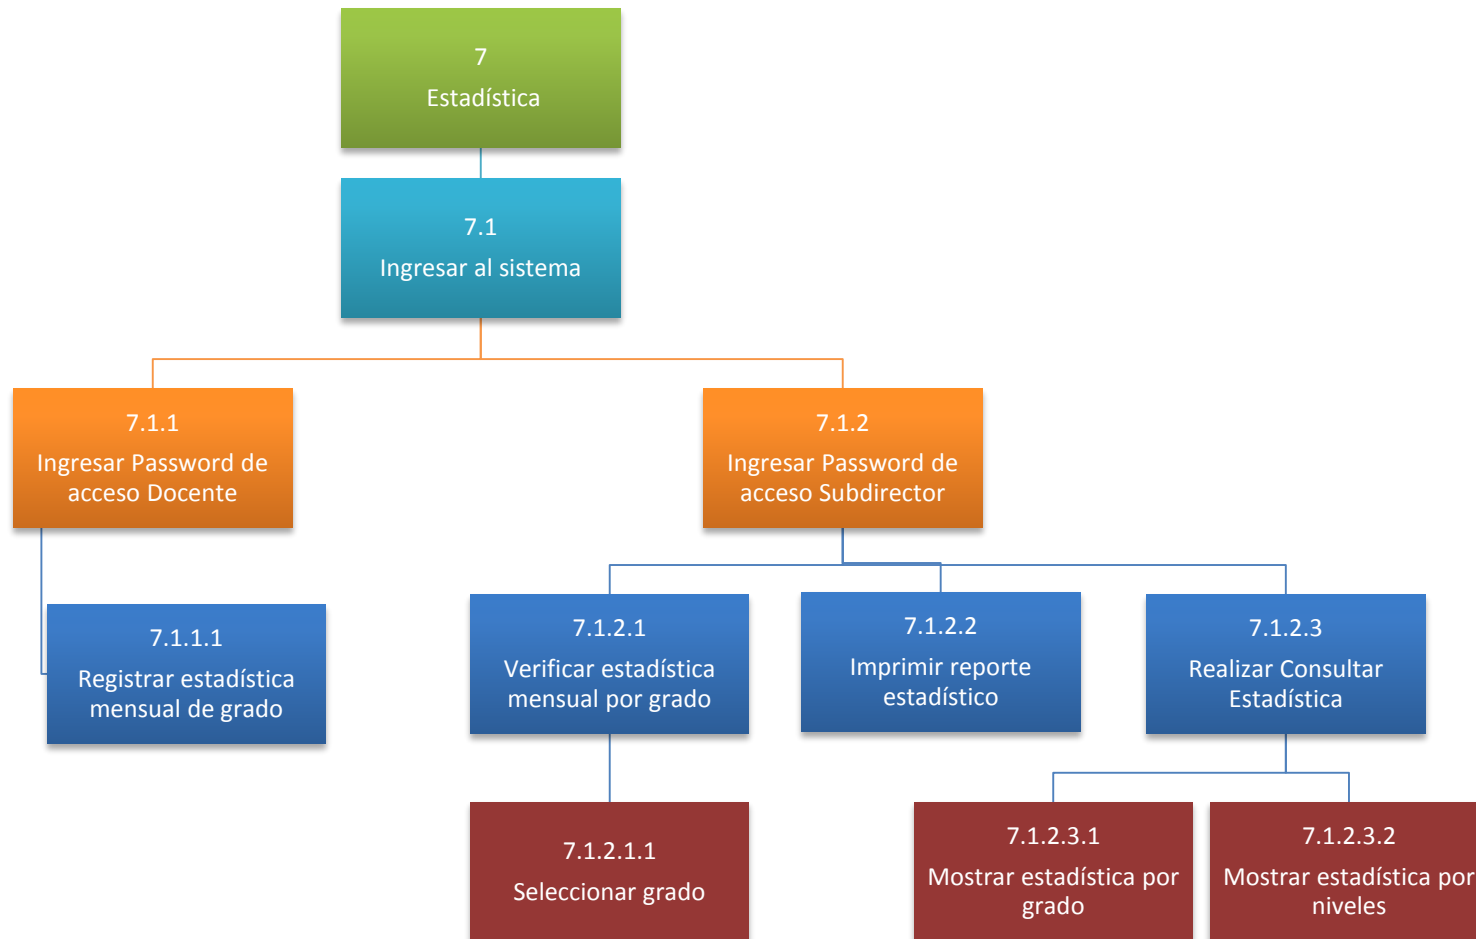 7
Estadística
7.1
Ingresar al sistema
7.1.1
Ingresar Password de
acceso Docente
7.1.2
Ingresar Password de
acceso Subdirector
7.1.1.1
Registrar estadística
mensual de grado
7.1.2.1
Verificar estadística
mensual por grado
7.1.2.2
Imprimir reporte
estadístico
7.1.2.3
Realizar Consultar
Estadística
7.1.2.1.1
Seleccionar grado
7.1.2.3.1
Mostrar estadística por
grado
7.1.2.3.2
Mostrar estadística por
niveles